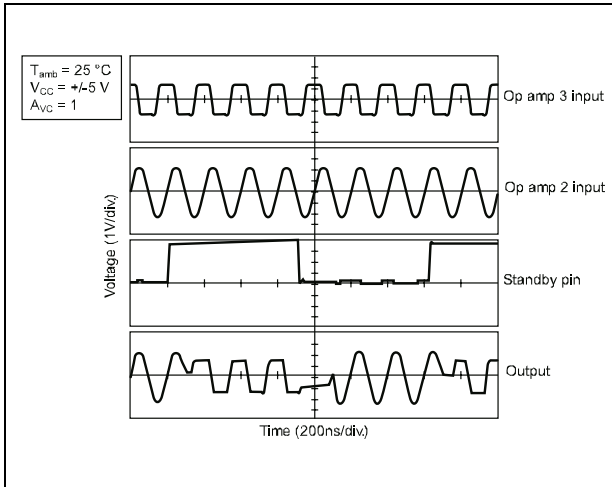 Tamb = 25 °C
VCC = +/-5 V
AVC = 1
Op amp 3 input
Op amp 2 input
Voltage (1V/div.)
Standby pin
Output
Time (200ns/div.)